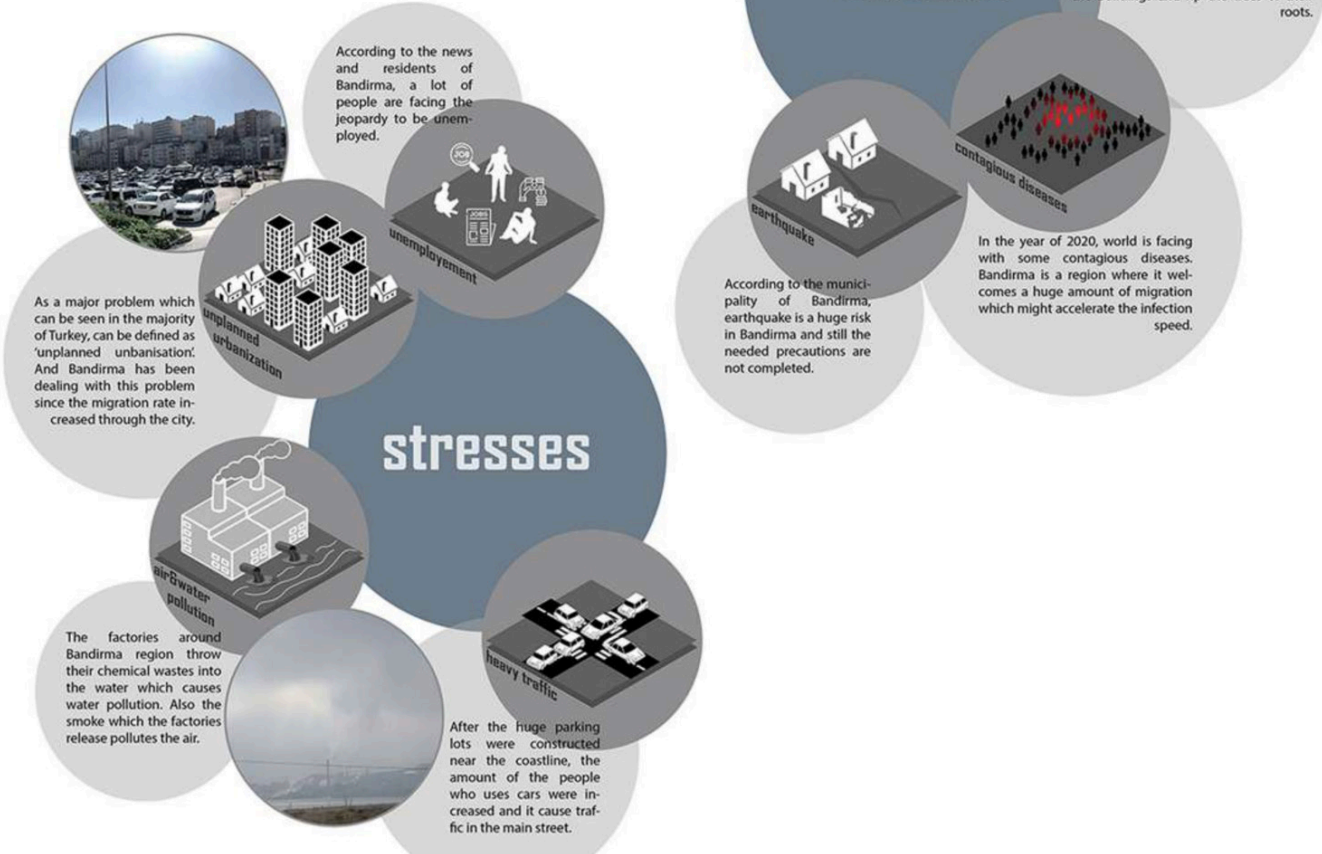 According to the news
and residents of
Bandirma, a lot of
people are facing the
jeopardy to be unem-
ployed.
JOB
JOBS
unemployement
unplanned
urbanization
As a major problem which
can be seen in the majority
of Turkey, can be defined as
'unplanned unbanisation'.
And Bandirma has been
dealing with this problem
since the migration rate in-
creased through the city.
stresses
air&water
pollution
The factories around
Bandirma region throw
their chemical wastes into
the water which causes
water pollution. Also the
smoke which the factories
release pollutes the air.
heavy traffic
After the huge parking
lots were constructed
near the coastline, the
amount of the people
who uses cars were in-
creased and it cause traf-
fic in the main street.
roots.
earthquake
According to the munici-
pality of Bandirma,
earthquake is a huge risk
in Bandirma and still the
needed precautions are
not completed.
contagious diseases
In the year of 2020, world is facing
with some contagious diseases.
Bandirma is a region where it wel-
comes a huge amount of migration
which might accelerate the infection
speed.